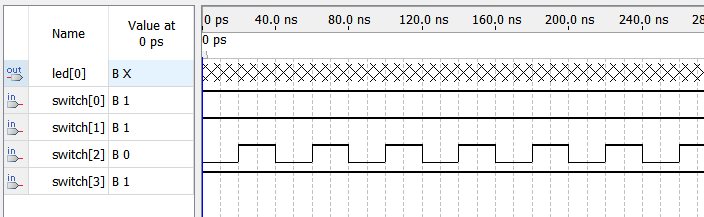 Name Value at 0 ps
0 ps 40.0 ns 80.0 ns 120.0 ns 160.0 ns 200.0 ns 240.0 ns 28
0 ps
out led[0] B X
in switch[0] B 1
in switch[1] B 1
in switch[2] B 0
in switch[3] B 1